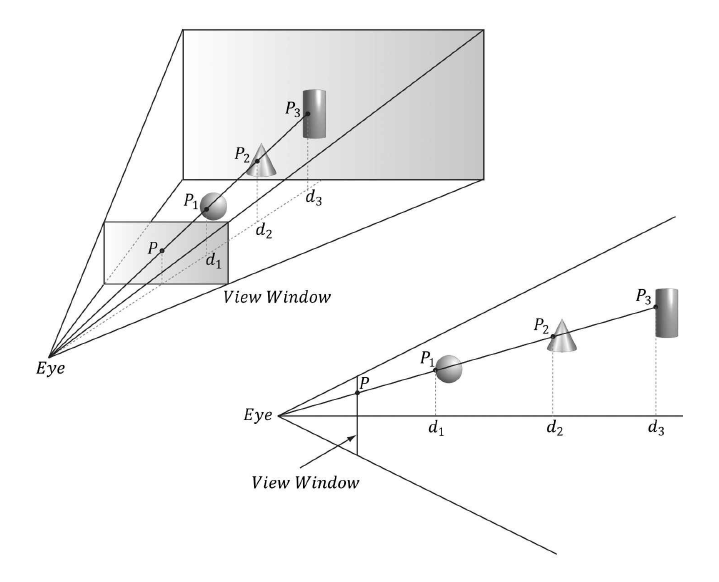 P₃
P₂
P₁
d₃
d₂
P
d₁
View Window
Eye
P₃
P₂
P₁
P
Eye
d₁
d₂
d₃
View Window